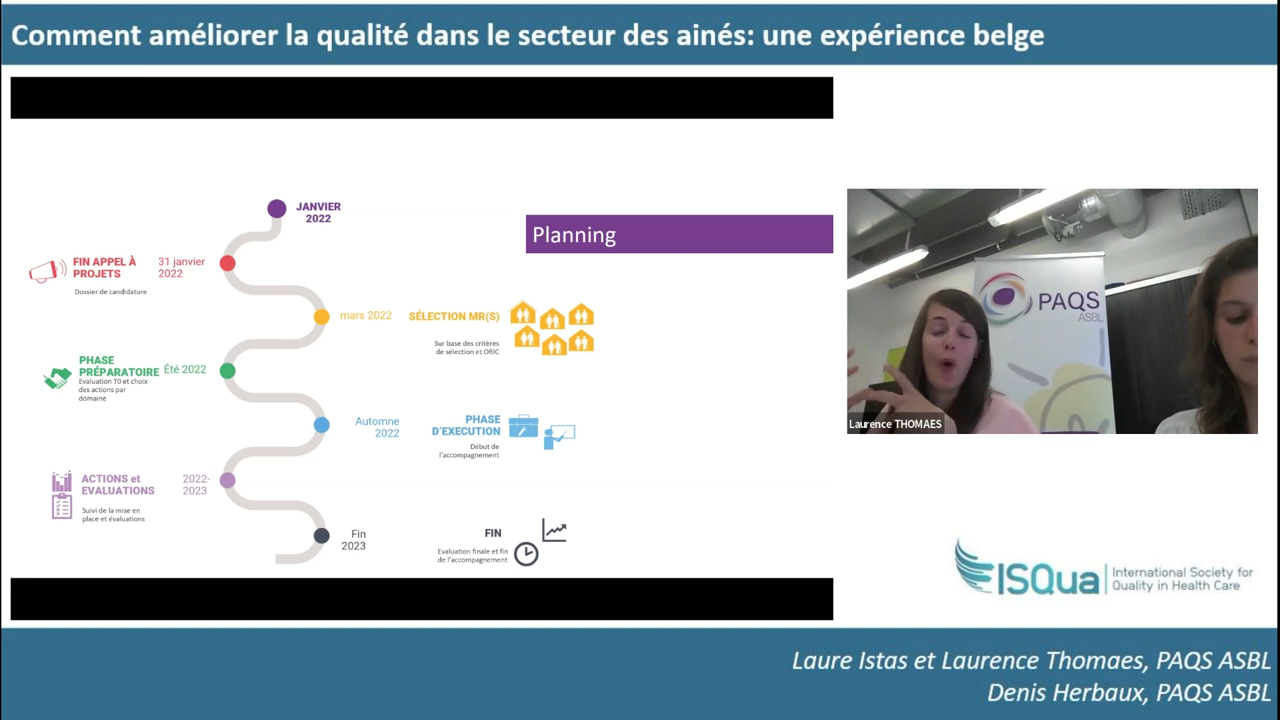 Comment améliorer la qualité dans le secteur des ainés: une expérience belge
JANVIER
2022
Planning
FIN APPEL À
PROJETS
31 janvier
2022
Dossier de candidature
mars 2022
SÉLECTION MR(S)
Sur base des critères
de sélection et ORIC
PHASE
PRÉPARATOIRE
Été 2022
Evaluation T0 et choix
des actions par
domaine
Automne
2022
PHASE
D'EXECUTION
Début de
l'accompagnement
ACTIONS et
EVALUATIONS
2022-
2023
Suivi de la mise en
place et évaluations
Fin
2023
FIN
Evaluation finale et fin
de l'accompagnement
PAQS
ASBL
Laurence THOMAES
ISQua
International Society for
Quality in Health Care
Laure Istas et Laurence Thomaes, PAQS ASBL
Denis Herbaux, PAQS ASBL